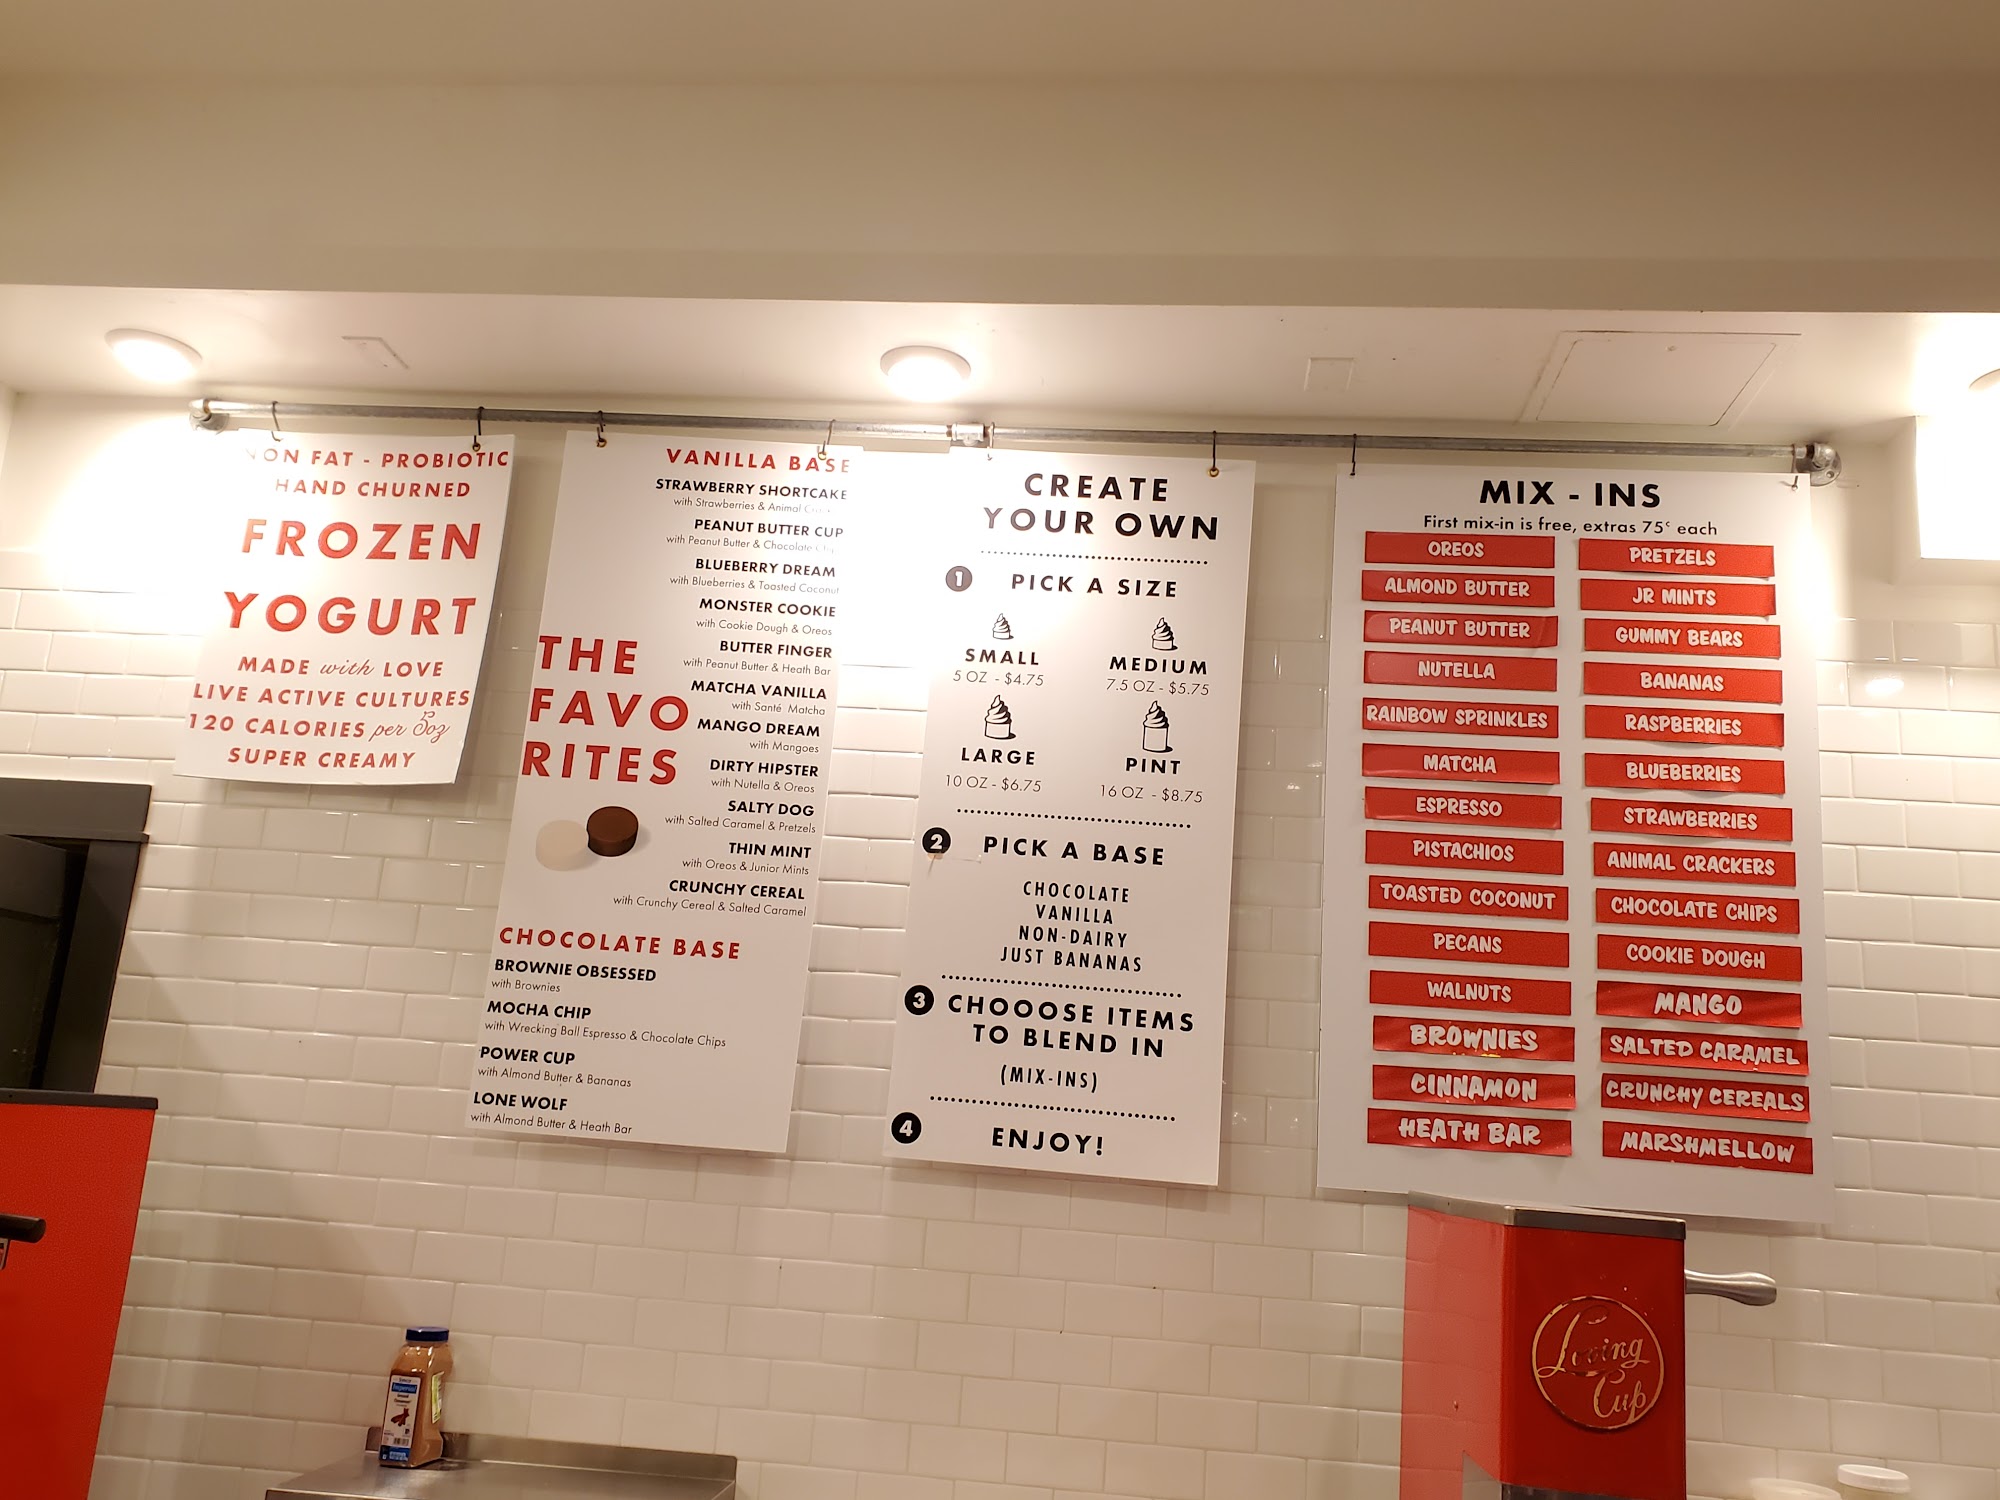 NON FAT - PROBIOTIC
HAND CHURNED
FROZEN
YOGURT
MADE with LOVE
LIVE ACTIVE CULTURES
120 CALORIES per 5oz
SUPER CREAMY
THE
FAVO
RITES
VANILLA BASE
STRAWBERRY SHORTCAKE
with Strawberries & Animal
PEANUT BUTTER CUP
with Peanut Butter & Chocolate
BLUEBERRY DREAM
with Blueberries & Toasted Coconut
MONSTER COOKIE
with Cookie Dough & Oreos
BUTTER FINGER
with Peanut Butter & Heath Bar
MATCHA VANILLA
with Santé Matcha
MANGO DREAM
with Mangoes
DIRTY HIPSTER
with Nutella & Oreos
SALTY DOG
with Salted Caramel & Pretzels
THIN MINT
with Oreos & Junior Mints
CRUNCHY CEREAL
with Crunchy Cereal & Salted Caramel
CHOCOLATE BASE
BROWNIE OBSESSED
with Brownies
MOCHA CHIP
with Wrecking Ball Espresso & Chocolate Chips
POWER CUP
with Almond Butter & Bananas
LONE WOLF
with Almond Butter & Heath Bar
CREATE
YOUR OWN
1 PICK A SIZE
SMALL
5 OZ - $4.75
MEDIUM
7.5 OZ - $5.75
LARGE
10 OZ - $6.75
PINT
16 OZ - $8.75
2 PICK A BASE
CHOCOLATE
VANILLA
NON-DAIRY
JUST BANANAS
3 CHOOOSE ITEMS
TO BLEND IN
(MIX-INS)
4 ENJOY!
MIX - INS
First mix-in is free, extras 75¢ each
OREOS
ALMOND BUTTER
PEANUT BUTTER
NUTELLA
RAINBOW SPRINKLES
MATCHA
ESPRESSO
PISTACHIOS
TOASTED COCONUT
PECANS
WALNUTS
BROWNIES
CINNAMON
HEATH BAR
PRETZELS
JR MINTS
GUMMY BEARS
BANANAS
RASPBERRIES
BLUEBERRIES
STRAWBERRIES
ANIMAL CRACKERS
CHOCOLATE CHIPS
COOKIE DOUGH
MANGO
SALTED CARAMEL
CRUNCHY CEREALS
MARSHMELLOW
Loving
Cup
Imperial